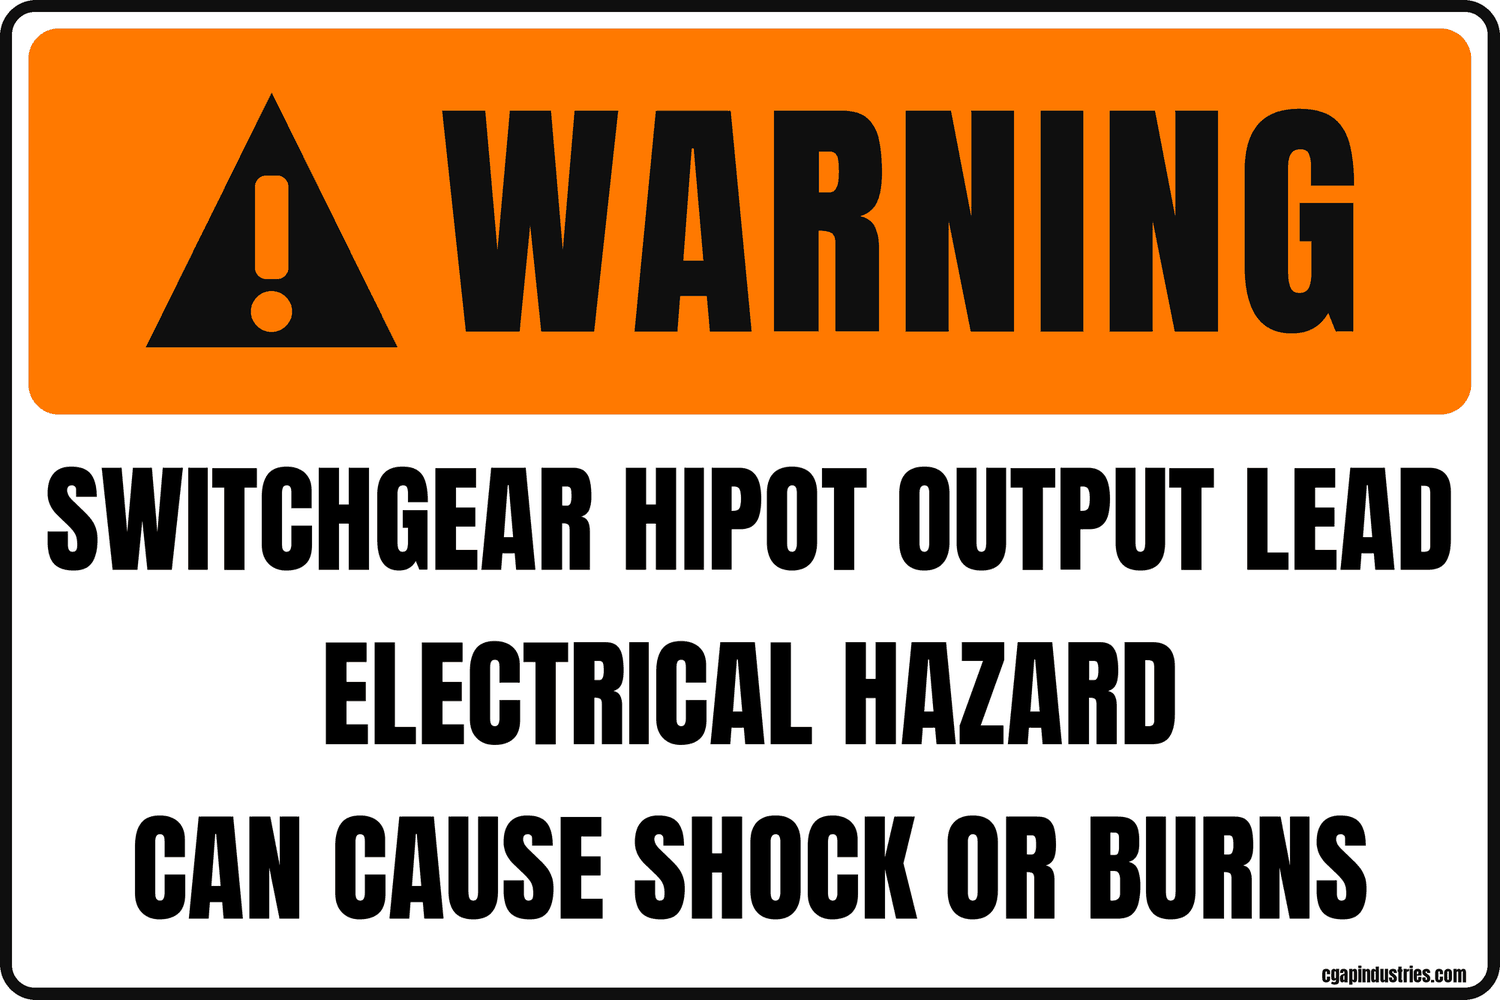 WARNING
SWITCHGEAR HIPOT OUTPUT LEAD
ELECTRICAL HAZARD
CAN CAUSE SHOCK OR BURNS
cgapindustries.com